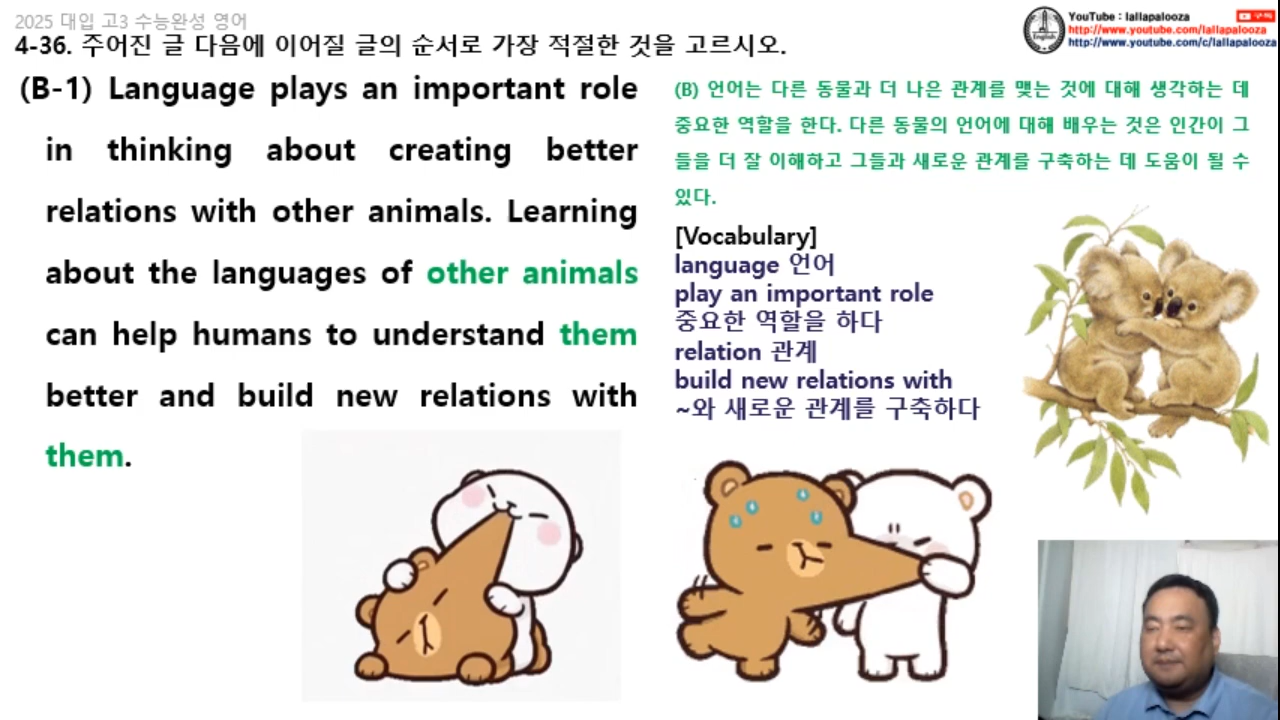 2025 대입 고3 수능완성 영어
4-36. 주어진 글 다음에 이어질 글의 순서로 가장 적절한 것을 고르시오.
YouTube : lallapalooza
http://www.youtube.com/lallapalooza
http://www.youtube.com/c/lallapalooza
(B-1) Language plays an important role
in thinking about creating better
relations with other animals. Learning
about the languages of other animals
can help humans to understand them
better and build new relations with
them.
(B) 언어는 다른 동물과 더 나은 관계를 맺는 것에 대해 생각하는 데
중요한 역할을 한다. 다른 동물의 언어에 대해 배우는 것은 인간이 그
들을 더 잘 이해하고 그들과 새로운 관계를 구축하는 데 도움이 될 수
있다.
[Vocabulary]
language 언어
play an important role
중요한 역할을 하다
relation 관계
build new relations with
~와 새로운 관계를 구축하다